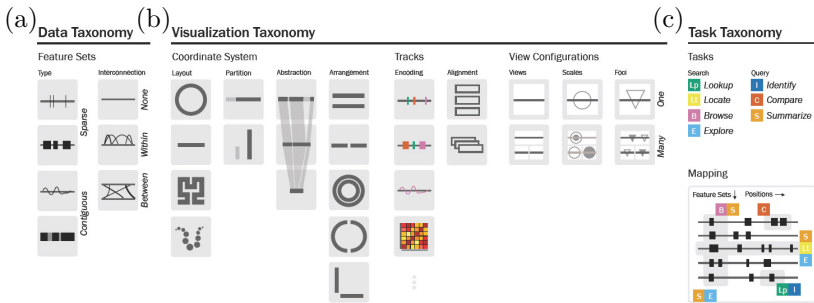 (a)
Data Taxonomy
Feature Sets
Type
Interconnection
Sparse
Contiguous
None
Within
Between
(b)
Visualization Taxonomy
Coordinate System
Layout
Partition
Abstraction
Arrangement
Tracks
Encoding
Alignment
View Configurations
Views
Scales
Foci
One
Many
(c)
Task Taxonomy
Tasks
Search
Query
Lp Lookup
I Identify
Lt Locate
C Compare
B Browse
S Summarize
E Explore
Mapping
Feature Sets
Positions
B S
C
S
Lt
E
Lp I
S E